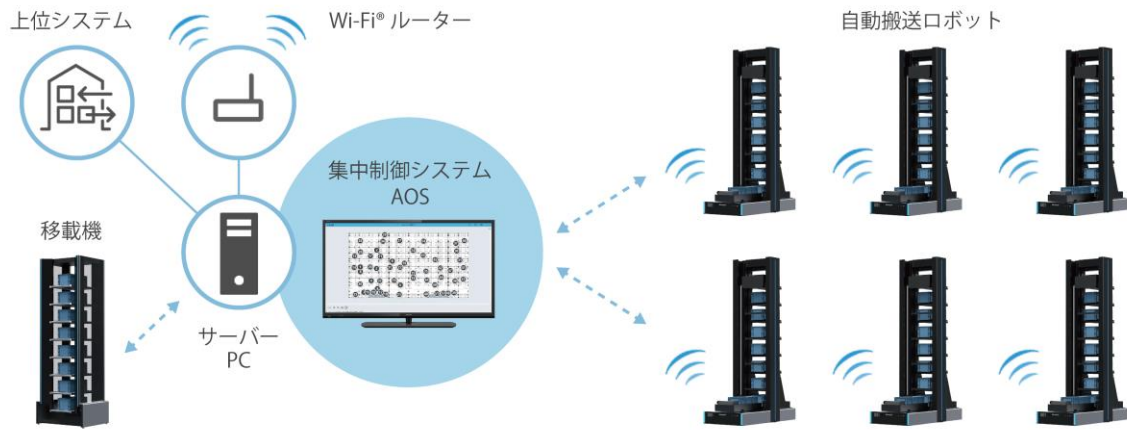 上位システム
Wi-Fi® ルーター
自動搬送ロボット
集中制御システム
AOS
移載機
サーバー
PC